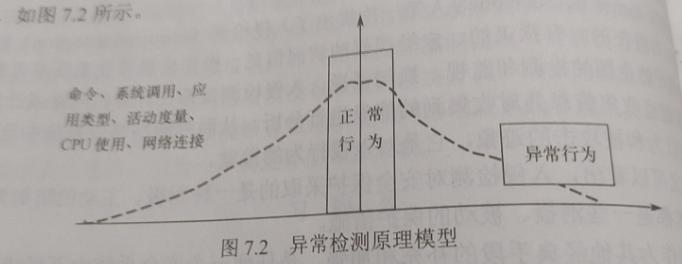 如图 7.2 所示。
命令、系统调用、应
用类型、活动度量、
CPU 使用、网络连接
正常
行为
异常行为
图 7.2 异常检测原理模型